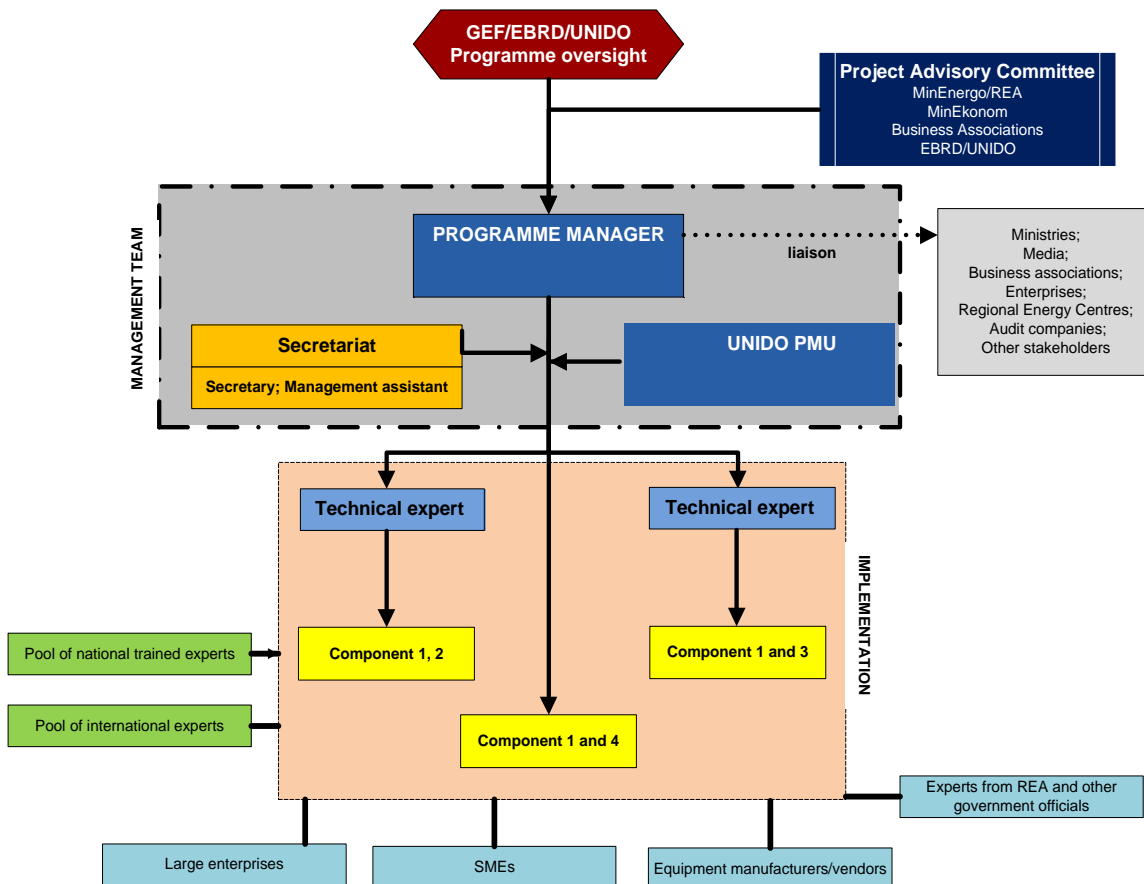 GEF/EBRD/UNIDO
Programme oversight
Project Advisory Committee
MinEnergo/REA
MinEkonom
Business Associations
EBRD/UNIDO
MANAGEMENT TEAM
PROGRAMME MANAGER
liaison
Ministries;
Media;
Business associations;
Enterprises;
Regional Energy Centres;
Audit companies;
Other stakeholders
Secretariat
Secretary; Management assistant
UNIDO PMU
Technical expert
Technical expert
IMPLEMENTATION
Pool of national trained experts
Component 1, 2
Component 1 and 3
Pool of international experts
Component 1 and 4
Experts from REA and other
government officials
Large enterprises
SMEs
Equipment manufacturers/vendors